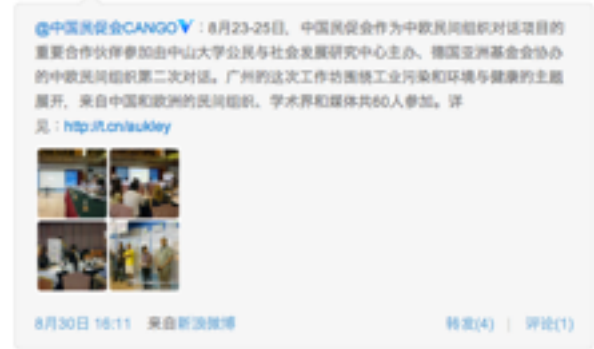 @中国民促会CANGO：8月23-25日，中国民促会作为中欧民间组织对话项目的
重要合作伙伴参加由中山大学公民与社会发展研究中心主办、德国亚洲基金会协办
的中欧民间组织第二次对话。广州的这次工作坊围绕工业污染和环境与健康的主题
展开，来自中国和欧洲的民间组织、学术界和媒体共60人参加。详
见：http://t.cn/aukley
8月30日 16:11 来自新浪微博
转发(4) | 评论(1)